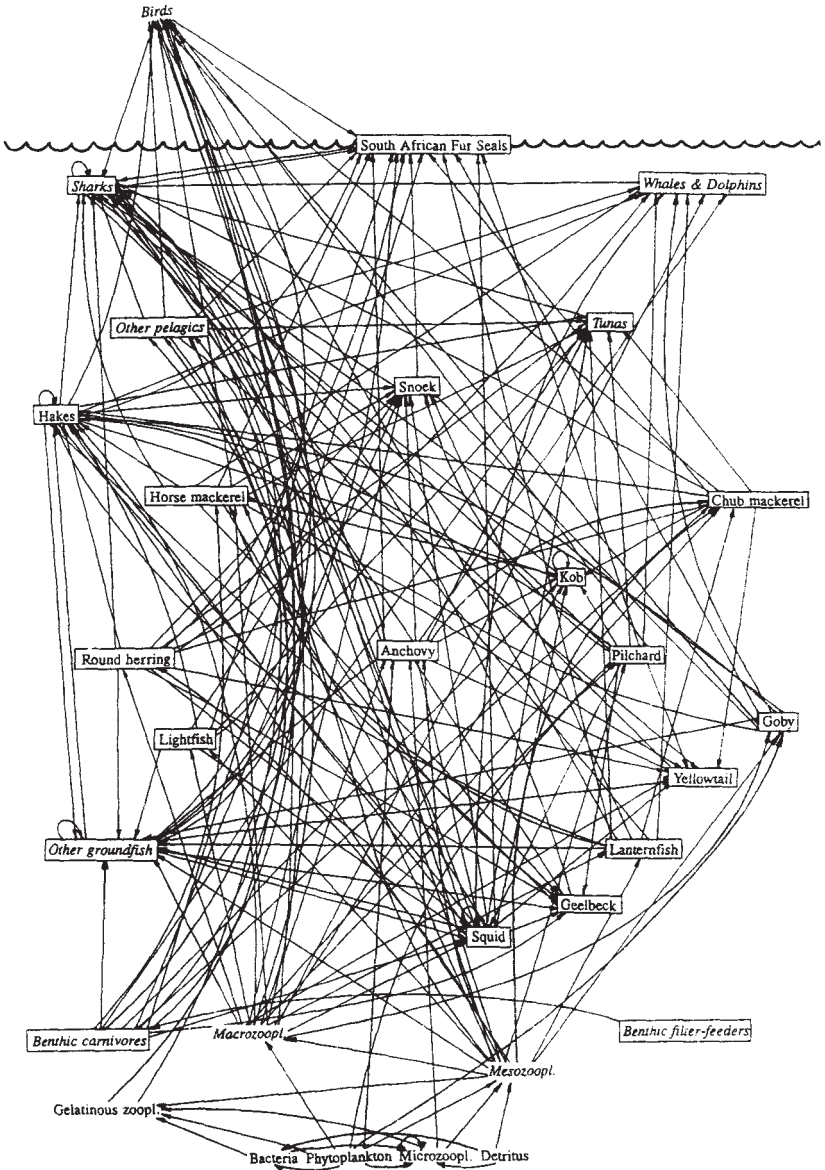 Birds
South African Fur Seals
Sharks
Whales & Dolphins
Other pelagics
Tunas
Snoek
Hakes
Horse mackerel
Chub mackerel
Kob
Round herring
Anchovy
Pilchard
Goby
Lightfish
Yellowtail
Other groundfish
Lanternfish
Geelbeck
Squid
Benthic carnivores
Macrozoopl.
Benthic filter-feeders
Mesozoopl.
Gelatinous zoopl.
Bacteria Phytoplankton Microzoopl. Detritus